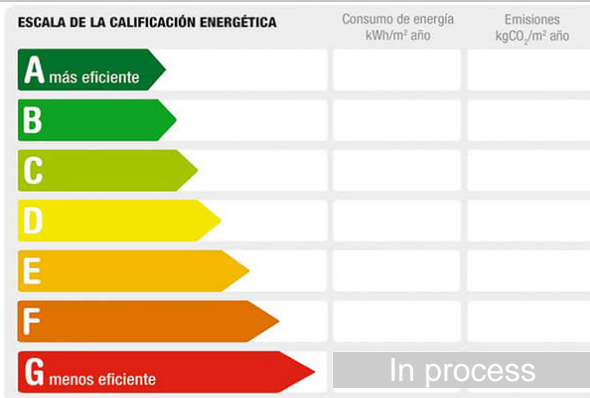 ESCALA DE LA CALIFICACIÓN ENERGÉTICA
Consumo de energía
kWh/m² año
Emisiones
kgCO₂/m² año
A más eficiente
B
C
D
E
F
G menos eficiente
In process